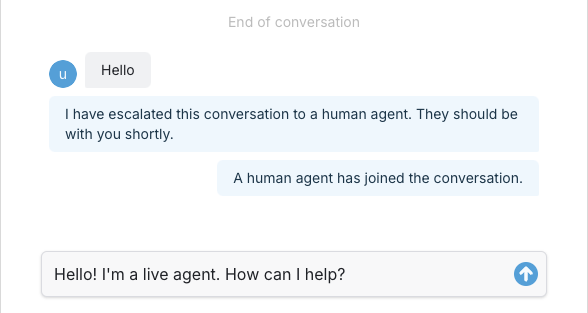 End of conversation
u
Hello
I have escalated this conversation to a human agent. They should be
with you shortly.
A human agent has joined the conversation.
Hello! I'm a live agent. How can I help?